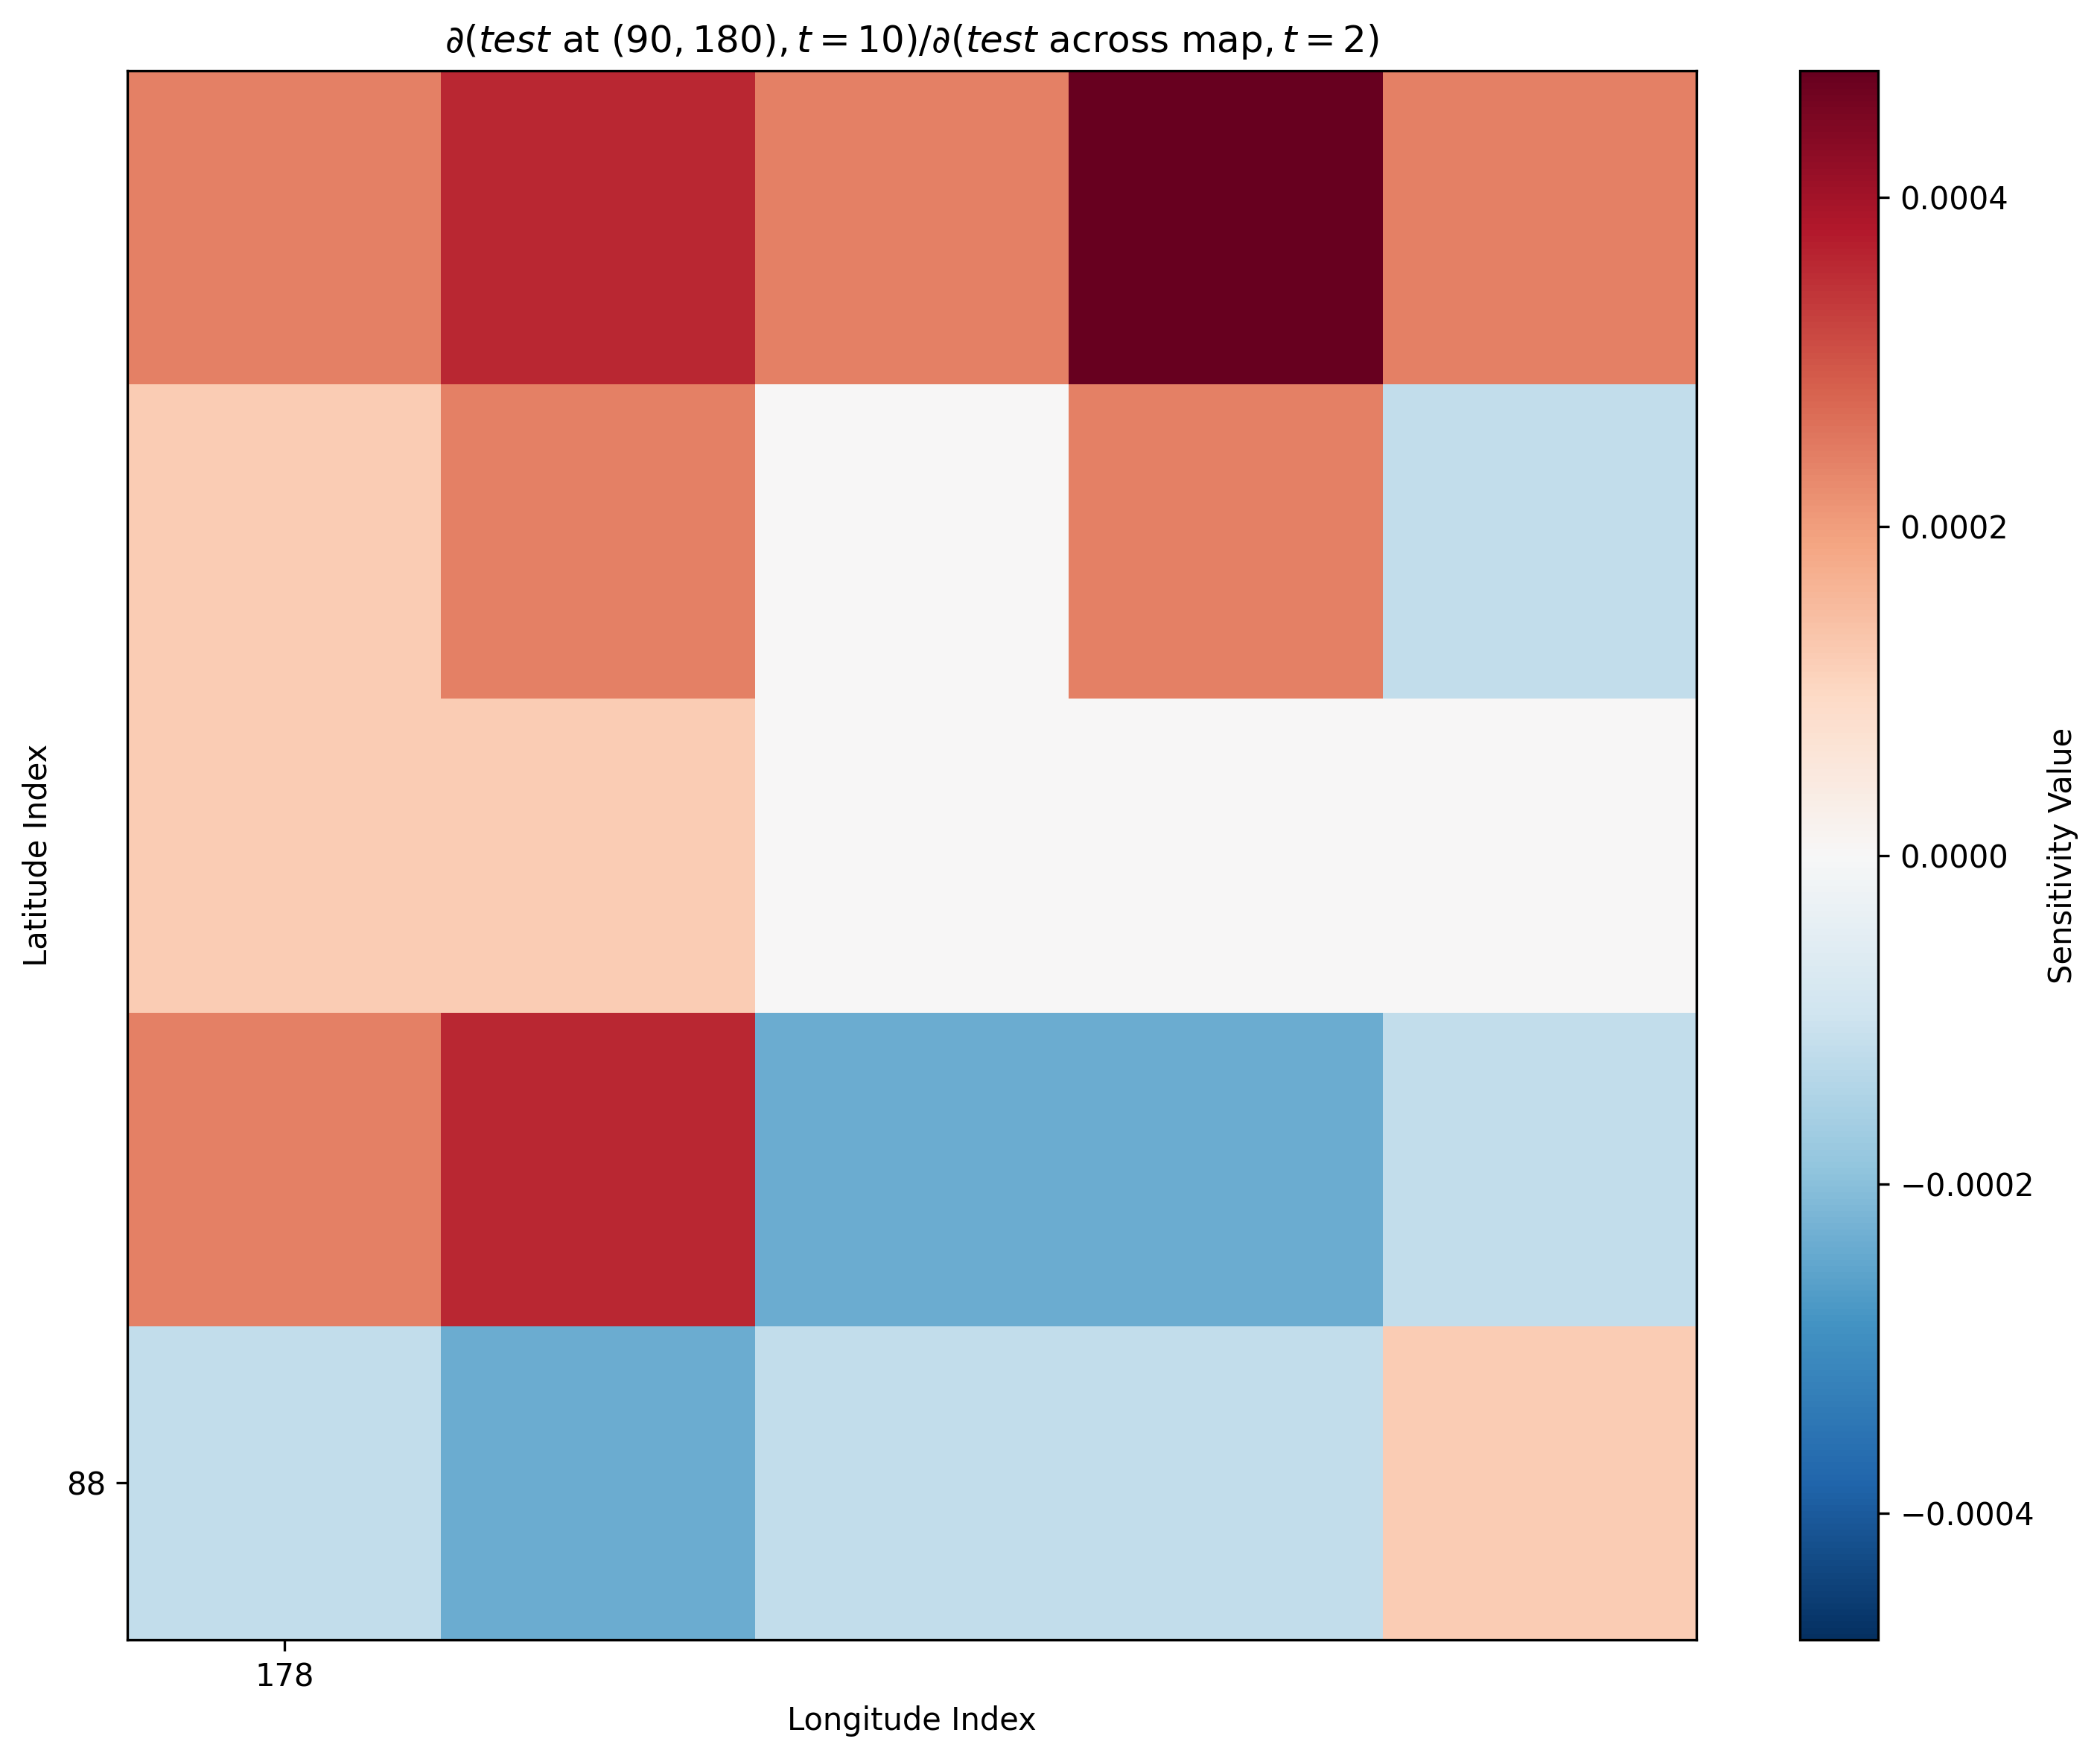 ∂(test at (90, 180), t = 10)/∂(test across map, t = 2)
0.0004
0.0002
0.0000
−0.0002
−0.0004
Sensitivity Value
Latitude Index
88
178
Longitude Index